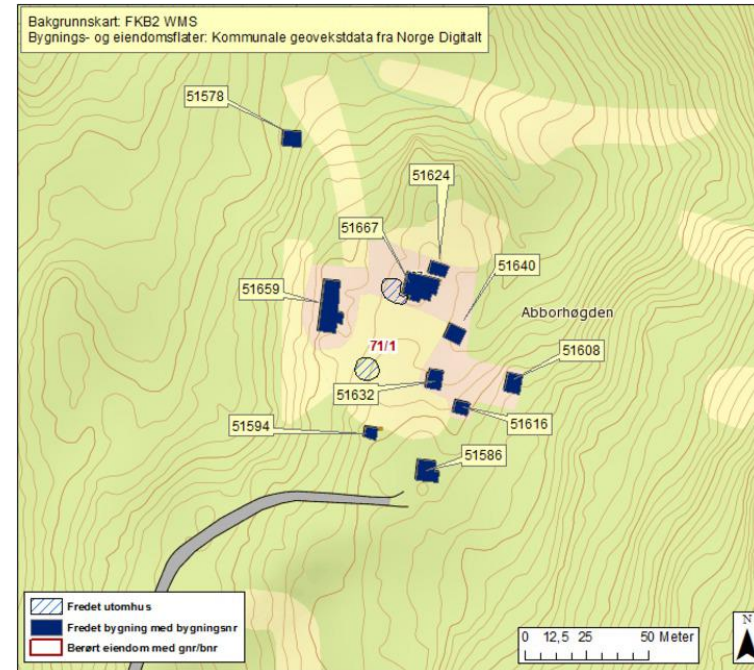 Bakgrunnskart: FKB2 WMS
Bygnings- og eiendomsflater: Kommunale geovekstdata fra Norge Digitalt
51578
51624
51667
51640
51659
Abborhøgden
71/1
51608
51632
51616
51594
51586
Fredet utomhus
Fredet bygning med bygningsnr
Berørt eiendom med gnr/bnr
0 12,5 25 50 Meter
N